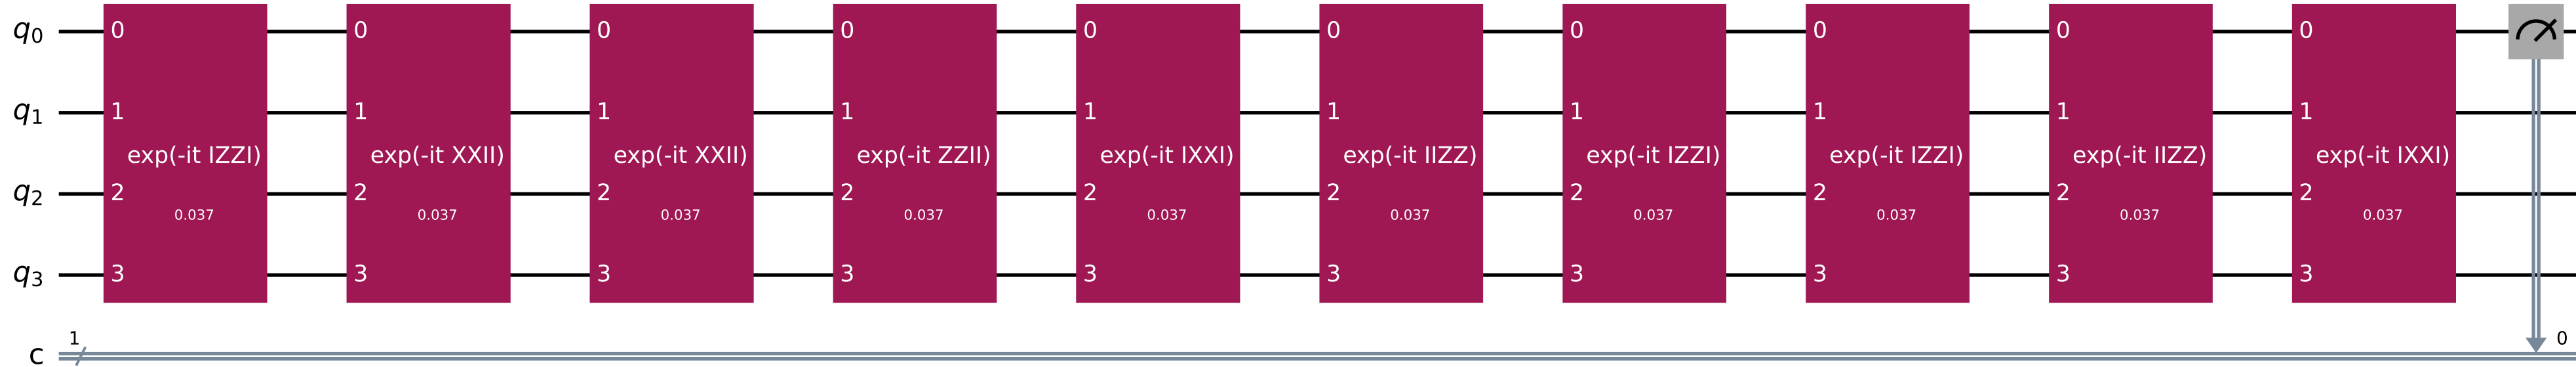 q0 0 0 0 0 0 0 0 0 0 0
q1 1 1 1 1 1 1 1 1 1 1
exp(-it IZZI) exp(-it XXII) exp(-it XXII) exp(-it ZZII) exp(-it IXXI) exp(-it IIZZ) exp(-it IZZI) exp(-it IZZI) exp(-it IIZZ) exp(-it IXXI)
q2 2 2 2 2 2 2 2 2 2 2
0.037 0.037 0.037 0.037 0.037 0.037 0.037 0.037 0.037 0.037
q3 3 3 3 3 3 3 3 3 3 3
1 0
c